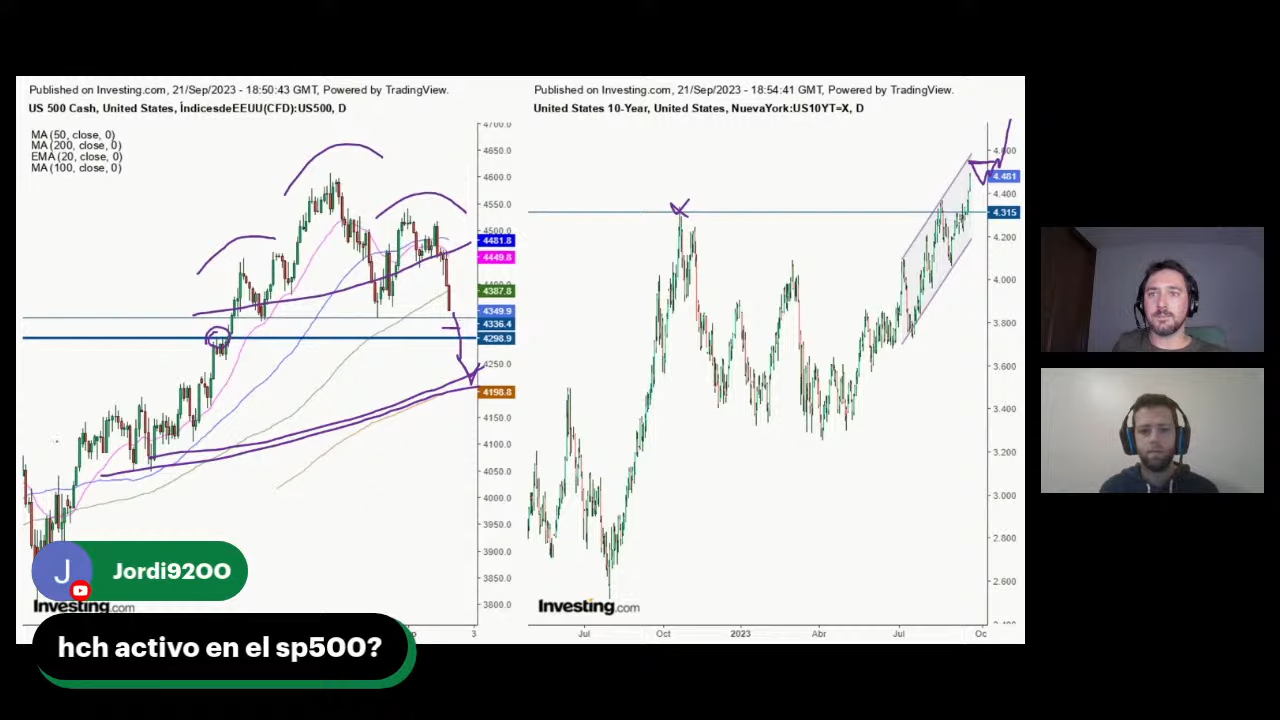 Published on Investing.com, 21/Sep/2023 - 18:50:43 GMT, Powered by TradingView.
US 500 Cash, United States, ÍndicesdeEEUU(CFD):US500, D
MA (50, close, 0)
MA (200, close, 0)
EMA (20, close, 0)
MA (100, close, 0)
4700.0
4650.0
4600.0
4550.0
4500.0
4481.8
4449.8
4387.8
4349.9
4336.4
4298.9
4250.0
4198.8
4150.0
4100.0
4050.0
4000.0
3950.0
3900.0
3850.0
3800.0
3
Investing.com
Published on Investing.com, 21/Sep/2023 - 18:54:41 GMT, Powered by TradingView.
United States 10-Year, United States, NuevaYork:US10YT=X, D
4.600
4.481
4.400
4.315
4.200
4.000
3.800
3.600
3.400
3.200
3.000
2.800
2.600
Jul Oct 2023 Abr Jul Oc
Investing.com
J Jordi9200
hch activo en el sp500?